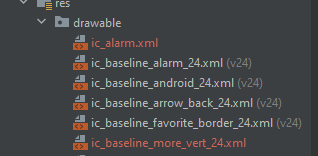 res
drawable
ic_alarm.xml
ic_baseline_alarm_24.xml (v24)
ic_baseline_android_24.xml (v24)
ic_baseline_arrow_back_24.xml (v24)
ic_baseline_favorite_border_24.xml (v24)
ic_baseline_more_vert_24.xml